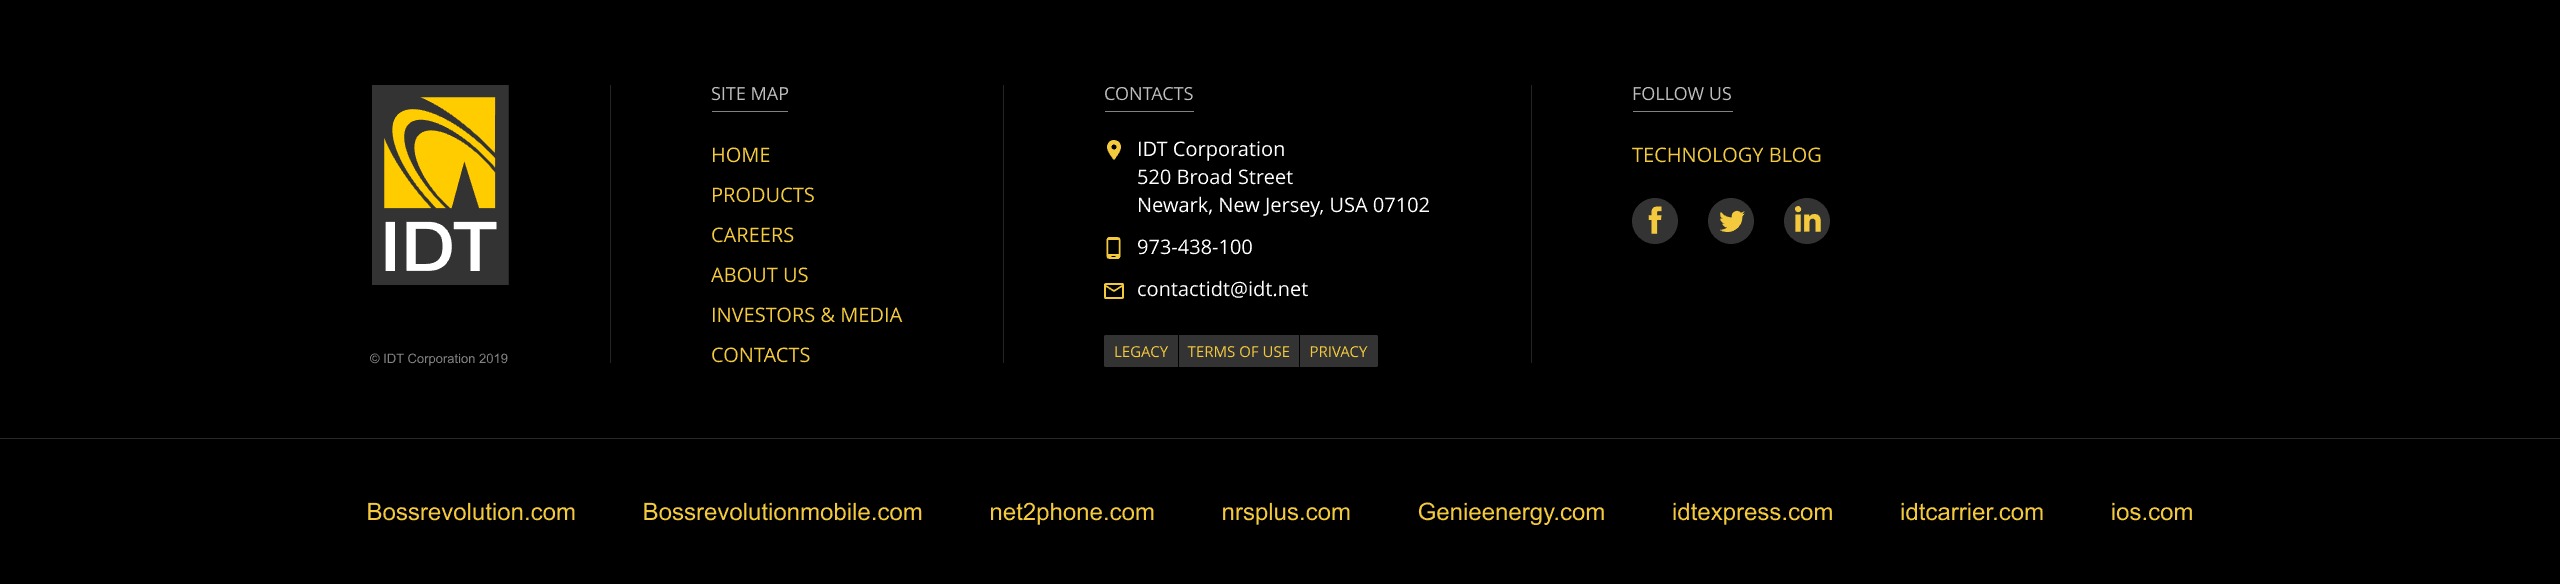 IDT
© IDT Corporation 2019
SITE MAP
HOME
PRODUCTS
CAREERS
ABOUT US
INVESTORS & MEDIA
CONTACTS
CONTACTS
IDT Corporation
520 Broad Street
Newark, New Jersey, USA 07102
973-438-100
contactidt@idt.net
LEGACY TERMS OF USE PRIVACY
FOLLOW US
TECHNOLOGY BLOG
f in
Bossrevolution.com Bossrevolutionmobile.com net2phone.com nrsplus.com Genieenergy.com idtexpress.com idtcarrier.com ios.com